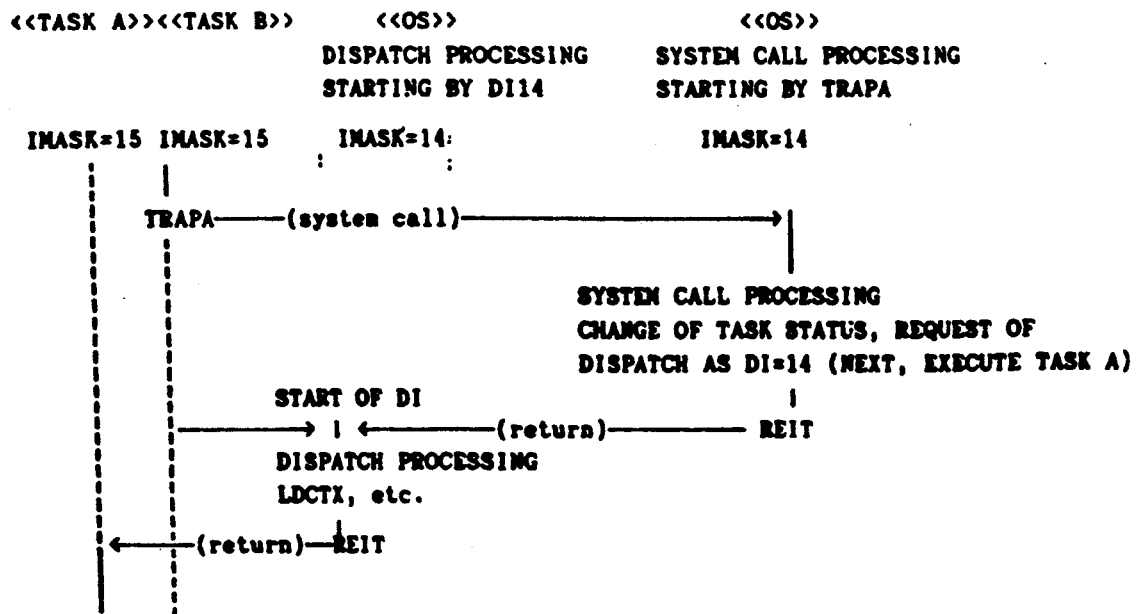 <<TASK A>><<TASK B>> <<OS>> <<OS>>
DISPATCH PROCESSING SYSTEM CALL PROCESSING
STARTING BY DI14 STARTING BY TRAPA
IMASK=15 IMASK=15 IMASK=14 IMASK=14
TRAPA (system call)
SYSTEM CALL PROCESSING
CHANGE OF TASK STATUS, REQUEST OF
DISPATCH AS DI=14 (NEXT, EXECUTE TASK A)
START OF DI
(return) REIT
DISPATCH PROCESSING
LDCTX, etc.
(return) REIT